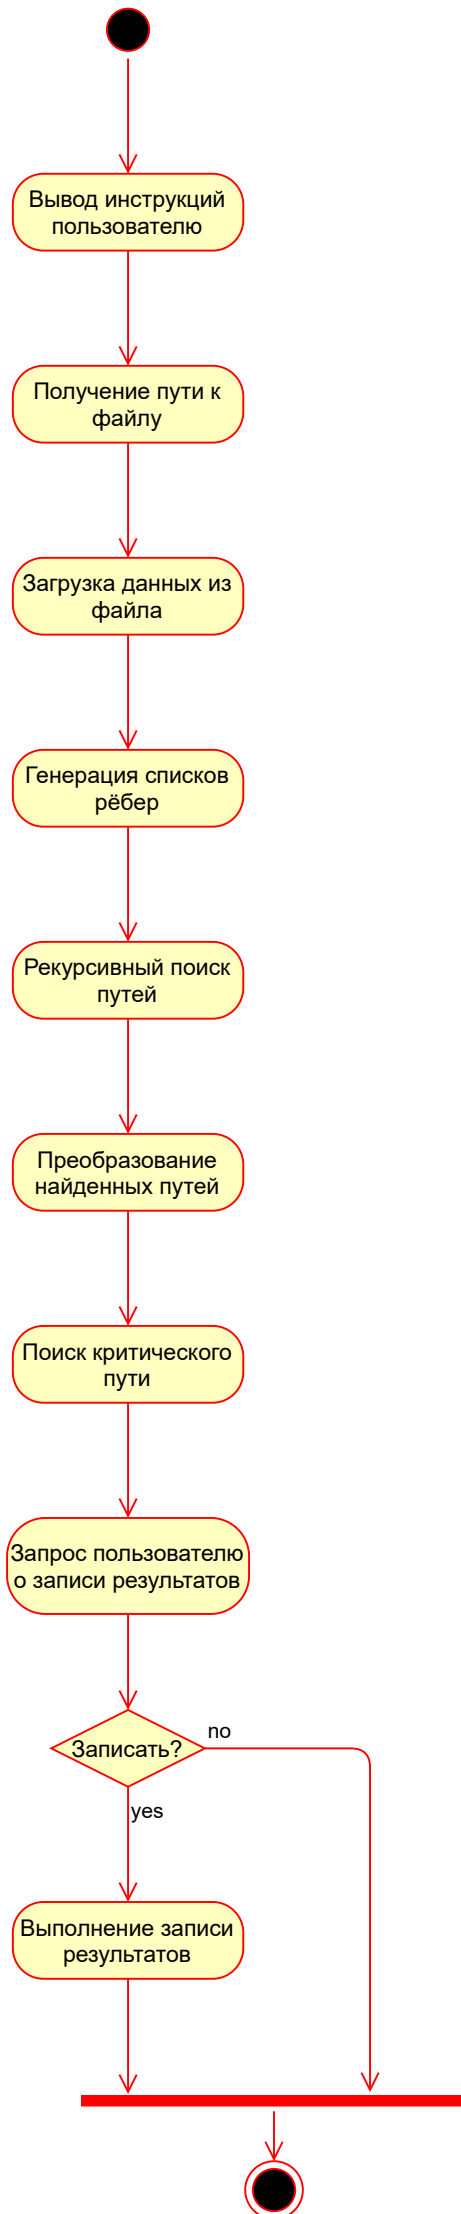 Вывод инструкций
пользователю
Получение пути к
файлу
Загрузка данных из
файла
Генерация списков
рёбер
Рекурсивный поиск
путей
Преобразование
найденных путей
Поиск критического
пути
Запрос пользователю
о записи результатов
Записать?
no
yes
Выполнение записи
результатов